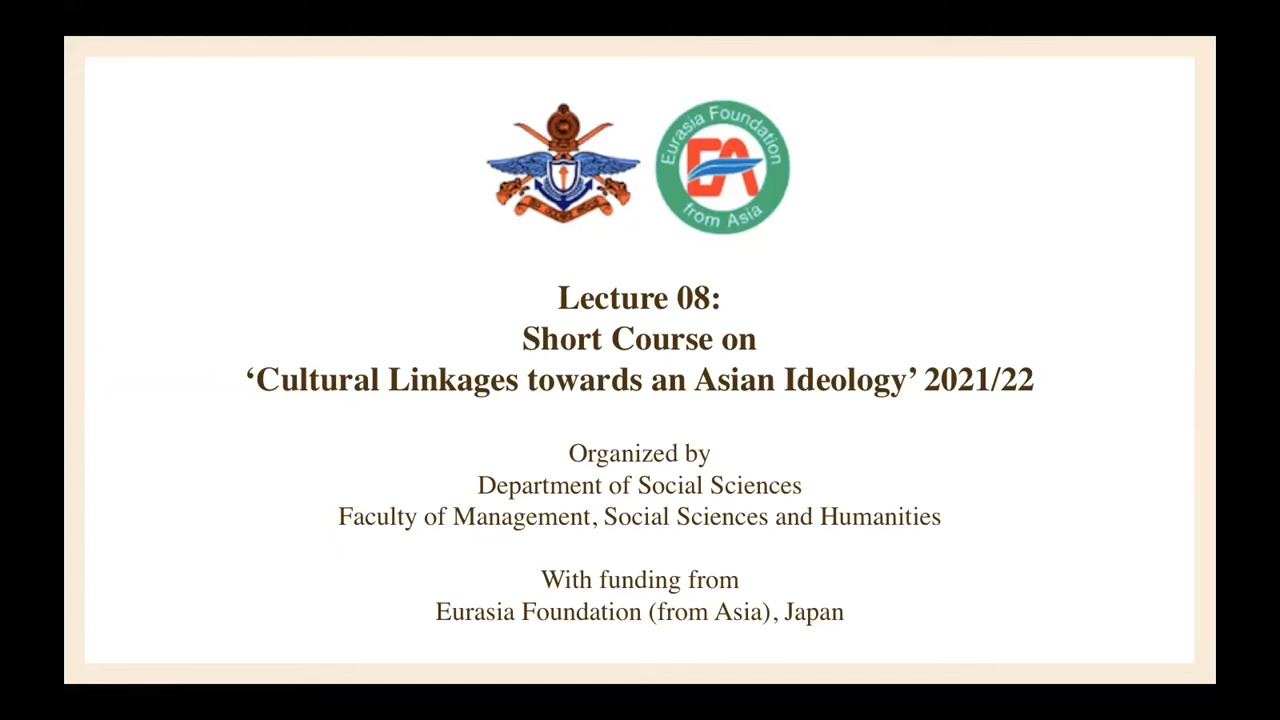 Eurasia Foundation
EA
from Asia
Lecture 08:
Short Course on
‘Cultural Linkages towards an Asian Ideology’ 2021/22
Organized by
Department of Social Sciences
Faculty of Management, Social Sciences and Humanities
With funding from
Eurasia Foundation (from Asia), Japan